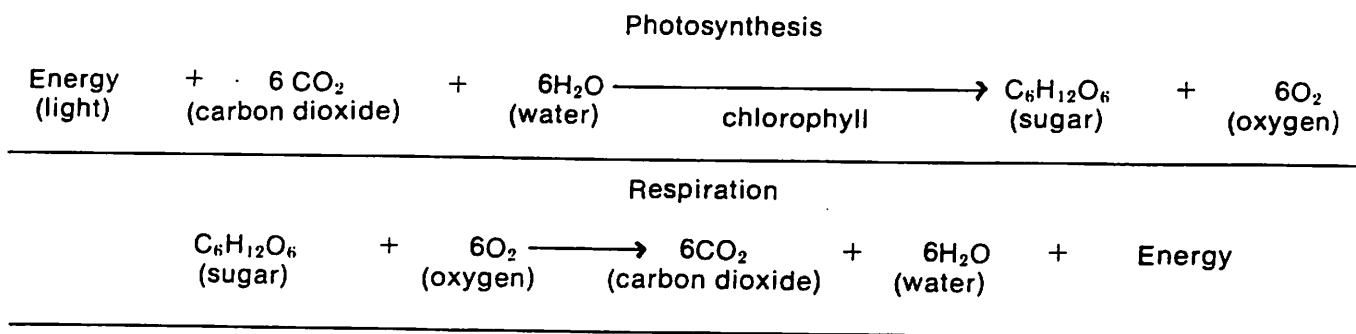 Photosynthesis
Energy + 6 CO₂ + 6H₂O ⟶ C₆H₁₂O₆ + 6O₂
(light) (carbon dioxide) (water) chlorophyll (sugar) (oxygen)
Respiration
C₆H₁₂O₆ + 6O₂ ⟶ 6CO₂ + 6H₂O + Energy
(sugar) (oxygen) (carbon dioxide) (water)